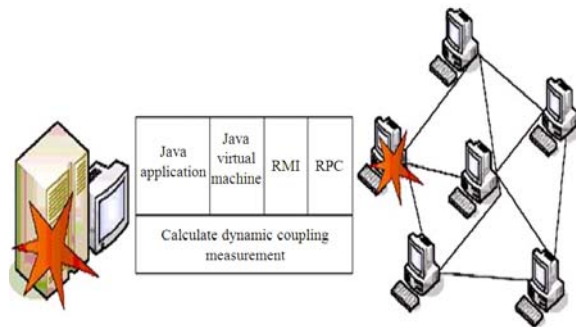 Java application
Java virtual machine
RMI
RPC
Calculate dynamic coupling measurement